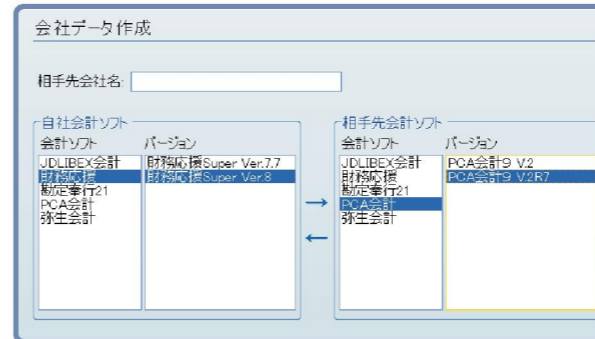 会社データ作成
相手先会社名:
自社会計ソフト
会計ソフト バージョン
JDLIBEX会計
財務応援
勘定奉行21
PCA会計
弥生会計
財務応援Super Ver.7.7
財務応援Super Ver.8
→
←
相手先会計ソフト
会計ソフト バージョン
JDLIBEX会計
財務応援
勘定奉行21
PCA会計
弥生会計
PCA会計9 V.2
PCA会計9 V.2R7